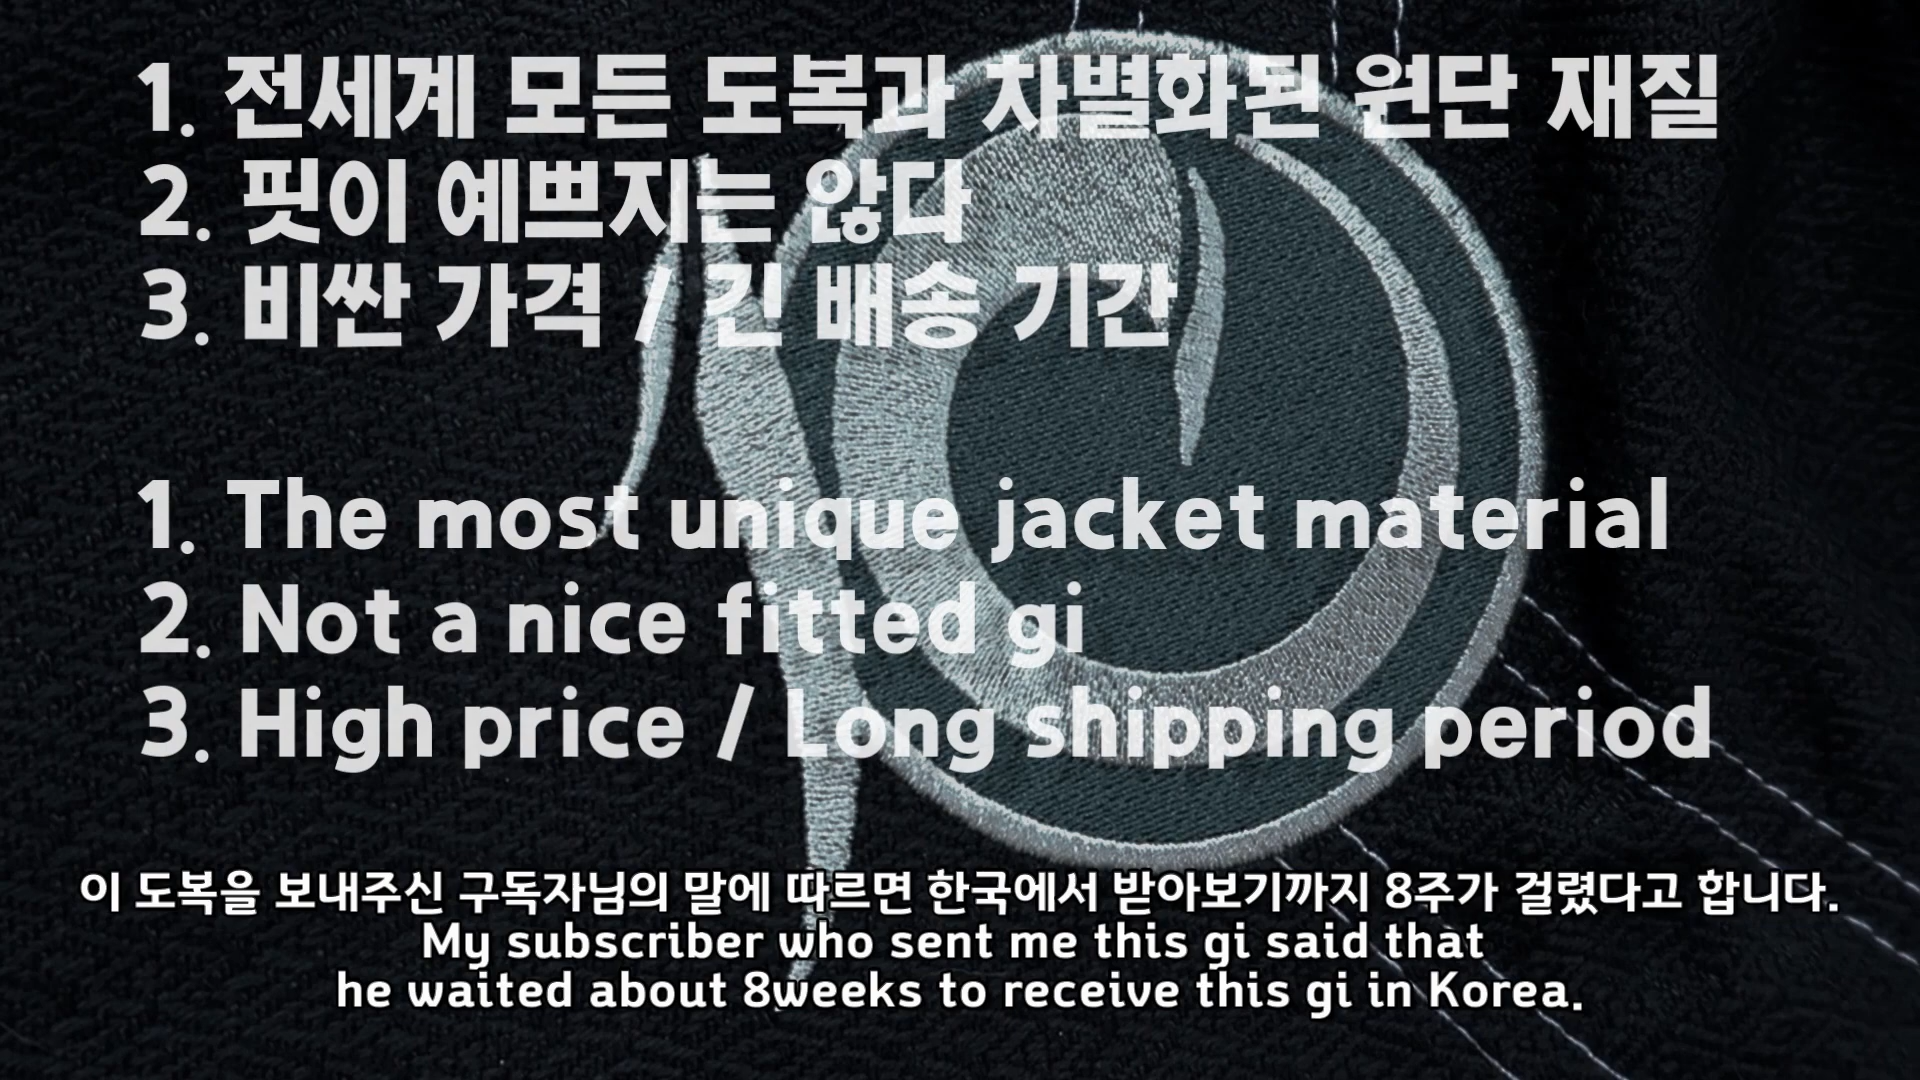 1. 전세계 모든 도복과 차별화된 원단 재질
2. 핏이 예쁘지는 않다
3. 비싼 가격 / 긴 배송 기간
1. The most unique jacket material
2. Not a nice fitted gi
3. High price / Long shipping period
이 도복을 보내주신 구독자님의 말에 따르면 한국에서 받아보기까지 8주가 걸렸다고 합니다.
My subscriber who sent me this gi said that
he waited about 8weeks to receive this gi in Korea.